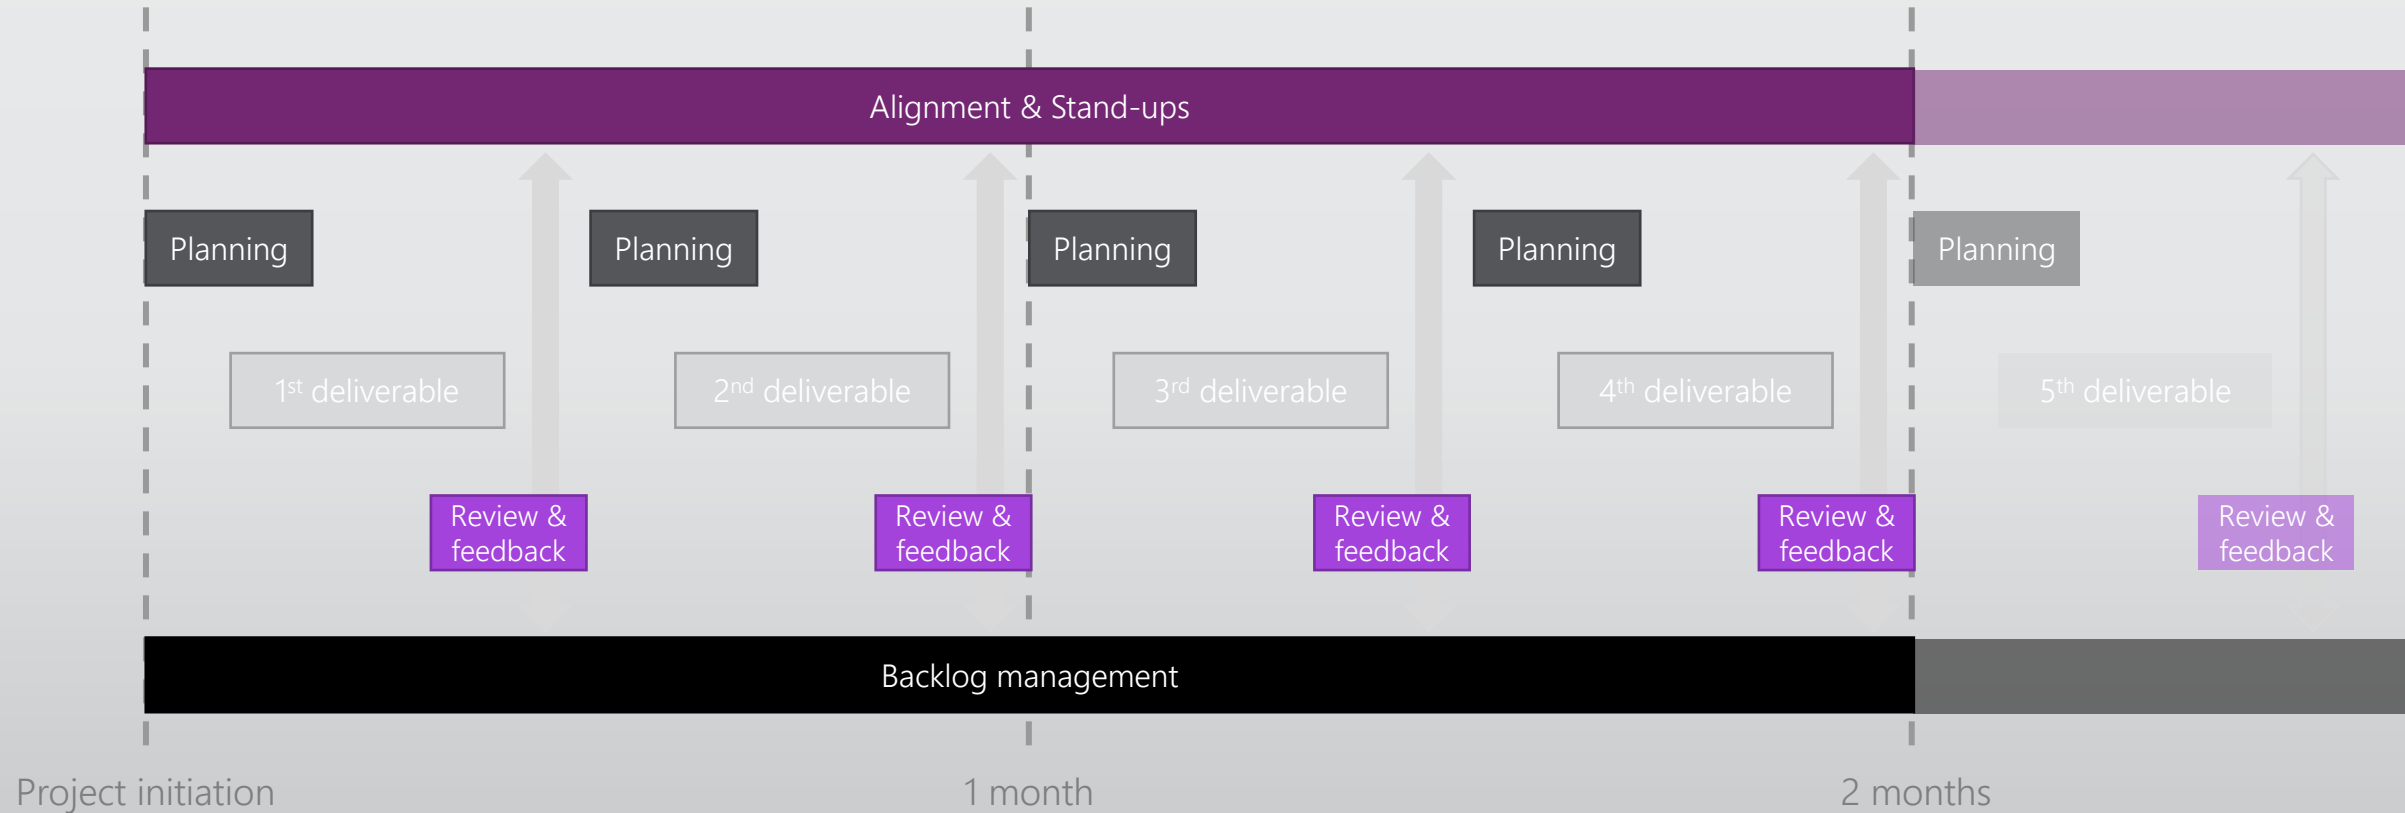 Alignment & Stand-ups
Planning
Planning
Planning
Planning
Planning
1st deliverable
2nd deliverable
3rd deliverable
4th deliverable
5th deliverable
Review &
feedback
Review &
feedback
Review &
feedback
Review &
feedback
Review &
feedback
Backlog management
Project initiation
1 month
2 months